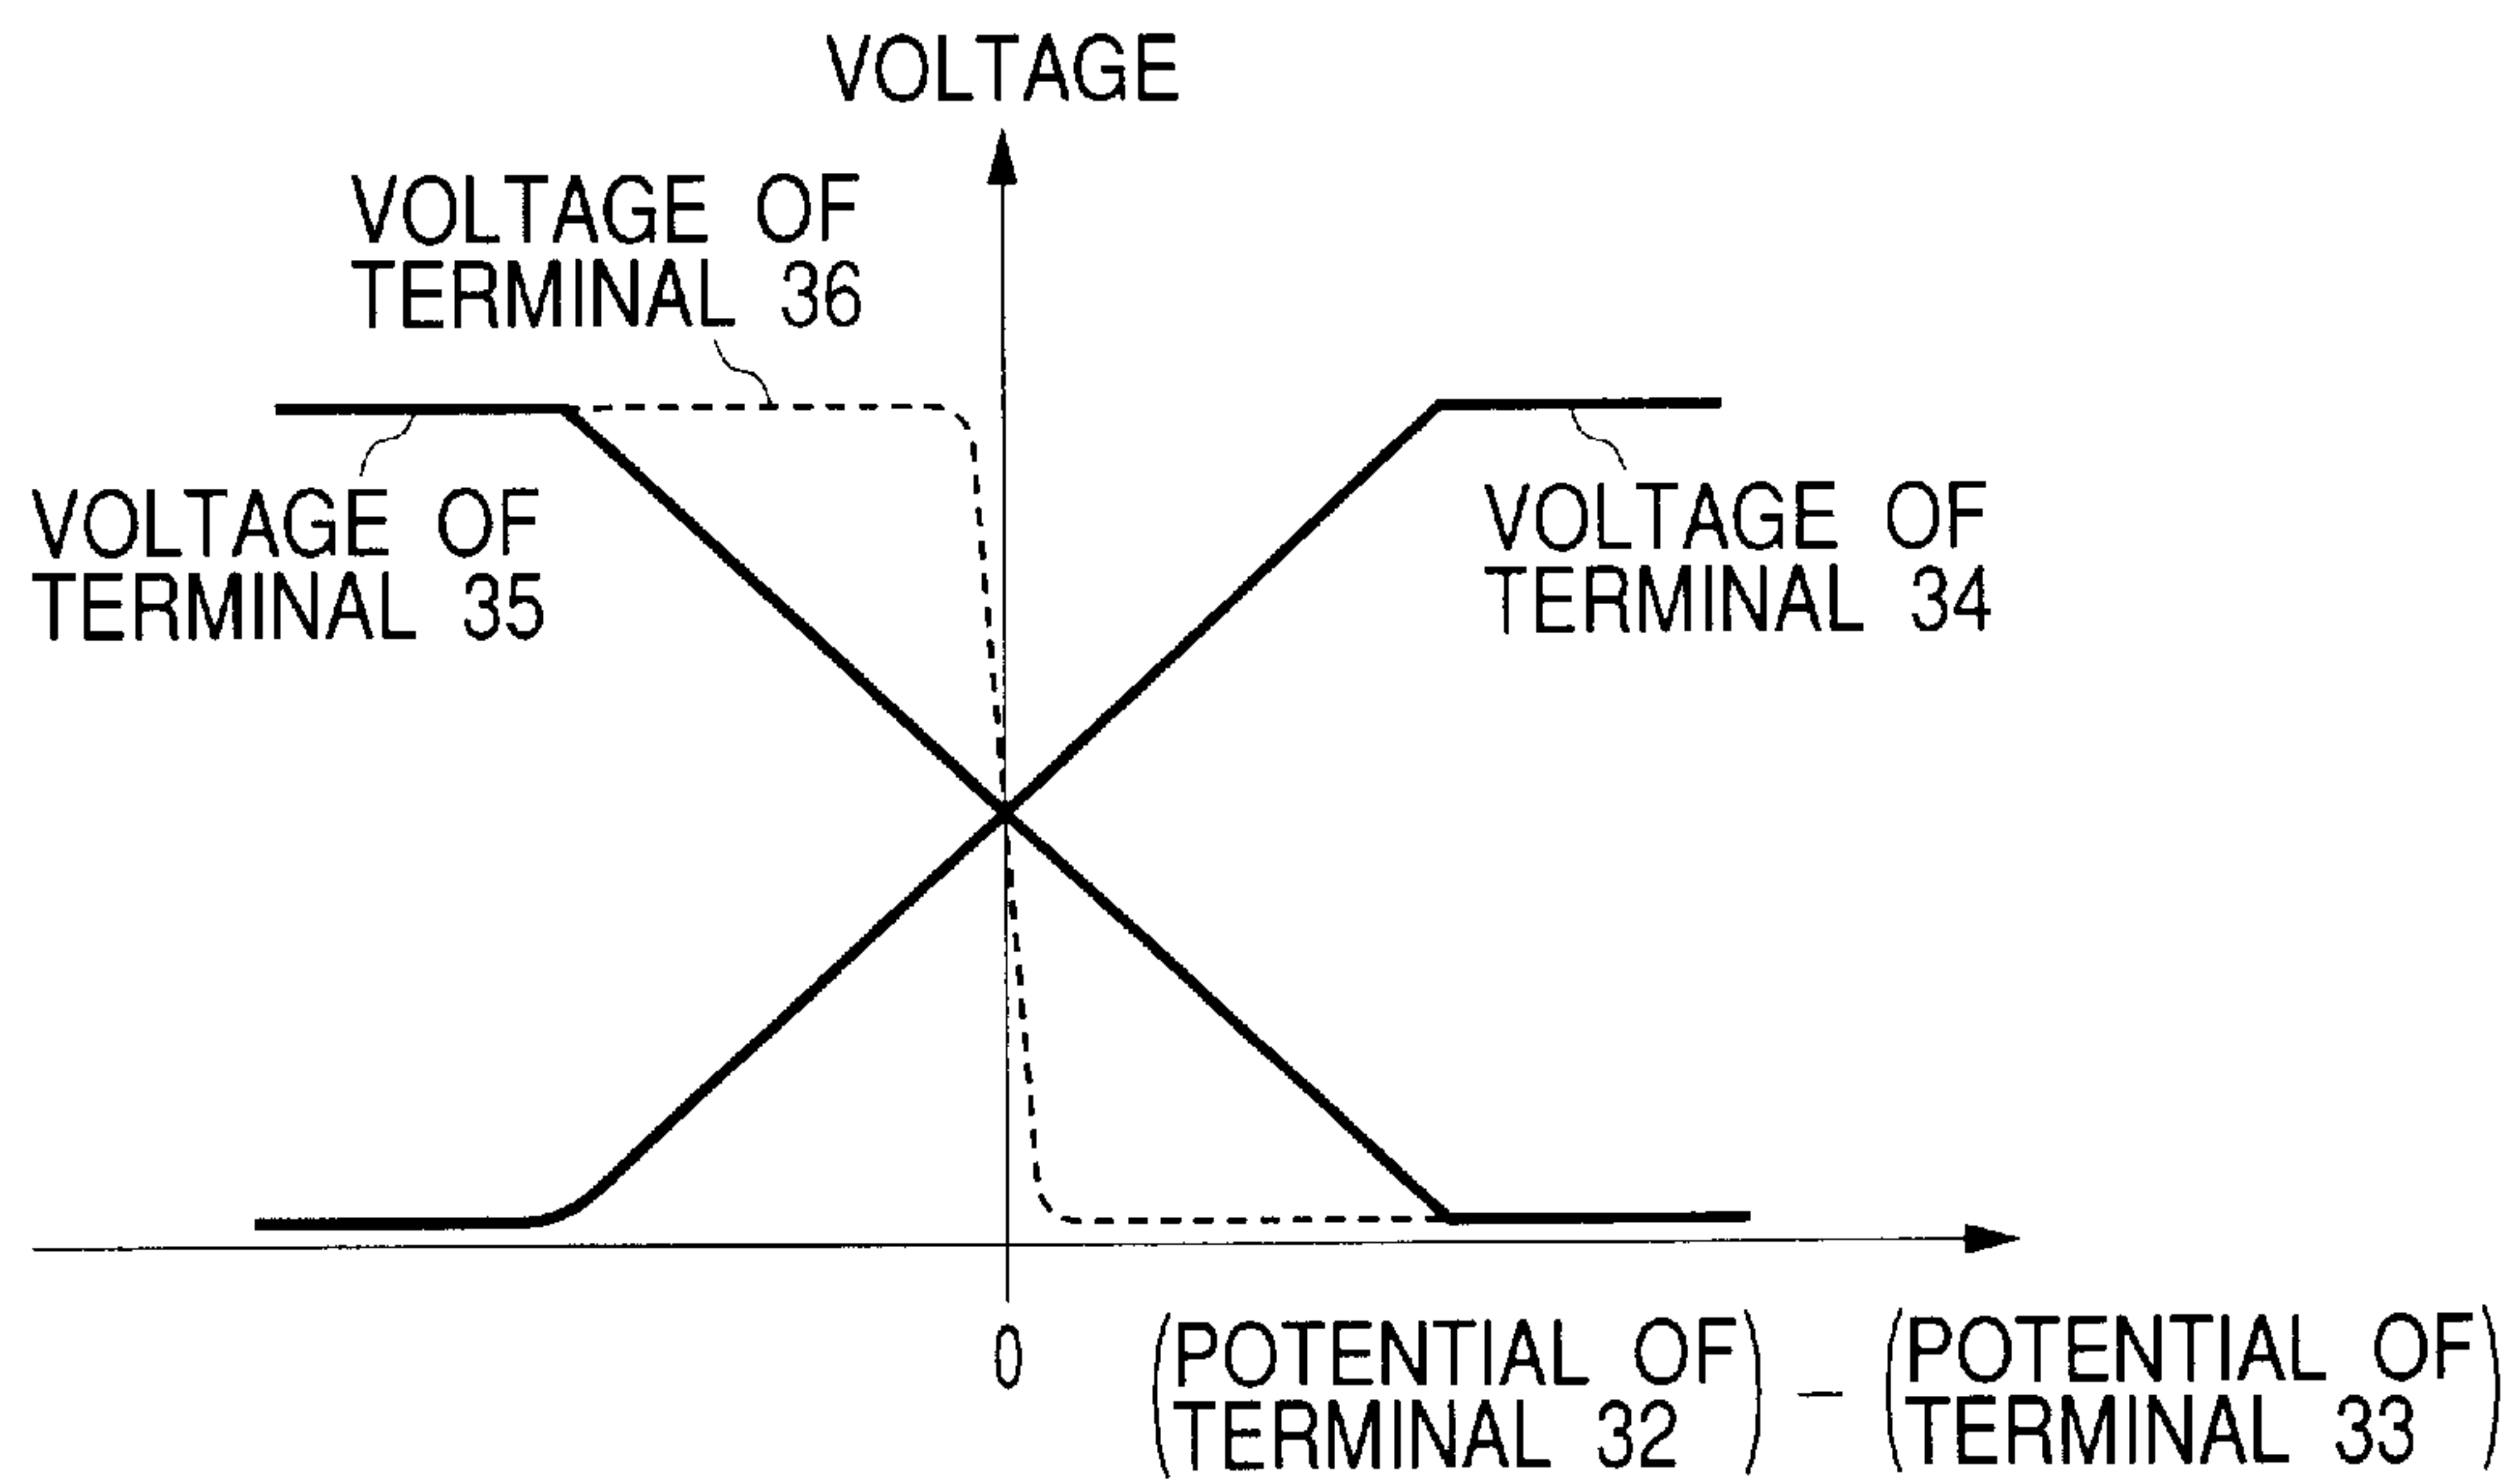 VOLTAGE
VOLTAGE OF
TERMINAL 36
VOLTAGE OF
TERMINAL 35
VOLTAGE OF
TERMINAL 34
0
(POTENTIAL OF
TERMINAL 32) – (POTENTIAL OF
TERMINAL 33)